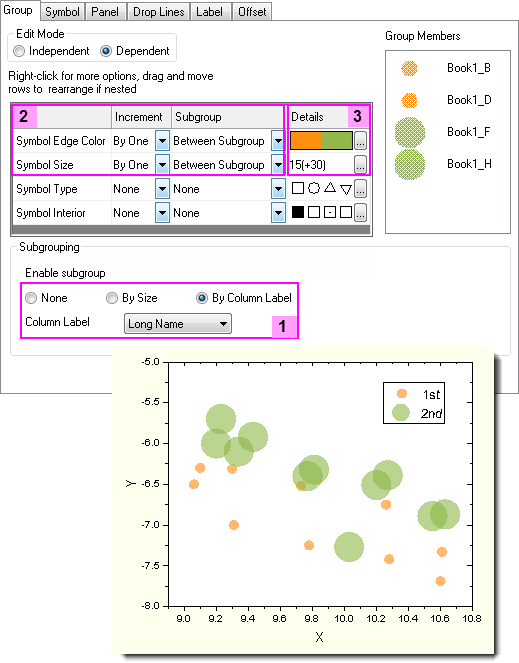 Group Symbol Panel Drop Lines Label Offset
Edit Mode
Independent Dependent
Right-click for more options, drag and move
rows to rearrange if nested
Group Members
Book1_B
Book1_D
Book1_F
Book1_H
2 Increment Subgroup Details 3
Symbol Edge Color By One Between Subgroup ...
Symbol Size By One Between Subgroup 15(+30) ...
Symbol Type None None ...
Symbol Interior None None ...
Subgrouping
Enable subgroup
None By Size By Column Label
Column Label Long Name 1
-5.0
-5.5
-6.0
-6.5
-7.0
-7.5
-8.0
Y
1st
2nd
9.0 9.2 9.4 9.6 9.8 10.0 10.2 10.4 10.6 10.8
X